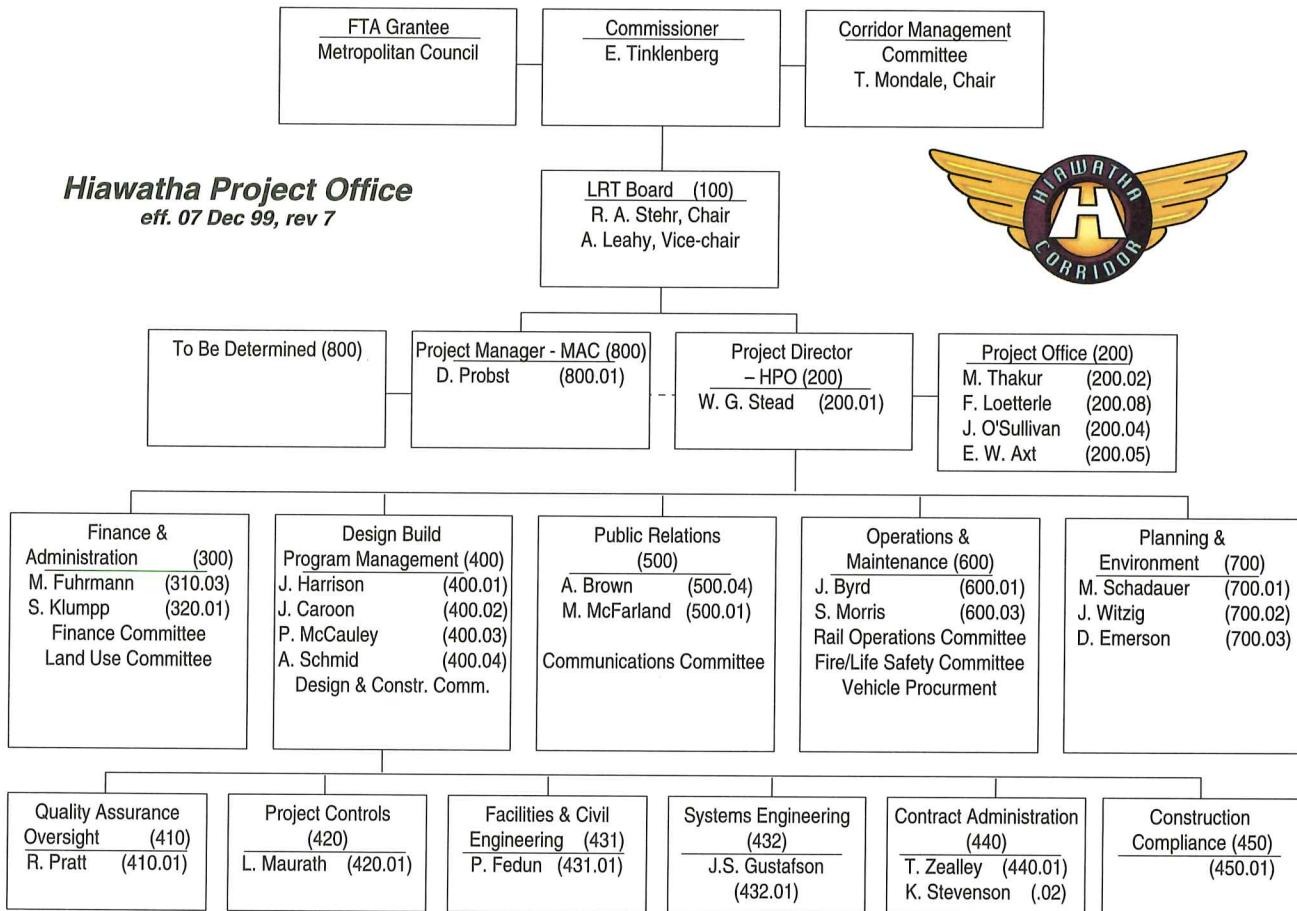 FTA Grantee
Metropolitan Council
Commissioner
E. Tinklenberg
Corridor Management
Committee
T. Mondale, Chair
Hiawatha Project Office
eff. 07 Dec 99, rev 7
LRT Board (100)
R. A. Stehr, Chair
A. Leahy, Vice-chair
HIAWATHA
H
CORRIDOR
To Be Determined (800)
Project Manager - MAC (800)
D. Probst (800.01)
Project Director
– HPO (200)
W. G. Stead (200.01)
Project Office (200)
M. Thakur (200.02)
F. Loetterle (200.08)
J. O'Sullivan (200.04)
E. W. Axt (200.05)
Finance &
Administration (300)
M. Fuhrmann (310.03)
S. Klumpp (320.01)
Finance Committee
Land Use Committee
Design Build
Program Management (400)
J. Harrison (400.01)
J. Caroon (400.02)
P. McCauley (400.03)
A. Schmid (400.04)
Design & Constr. Comm.
Public Relations
(500)
A. Brown (500.04)
M. McFarland (500.01)
Communications Committee
Operations &
Maintenance (600)
J. Byrd (600.01)
S. Morris (600.03)
Rail Operations Committee
Fire/Life Safety Committee
Vehicle Procurment
Planning &
Environment (700)
M. Schadauer (700.01)
J. Witzig (700.02)
D. Emerson (700.03)
Quality Assurance
Oversight (410)
R. Pratt (410.01)
Project Controls
(420)
L. Maurath (420.01)
Facilities & Civil
Engineering (431)
P. Fedun (431.01)
Systems Engineering
(432)
J.S. Gustafson
(432.01)
Contract Administration
(440)
T. Zealley (440.01)
K. Stevenson (.02)
Construction
Compliance (450)
(450.01)